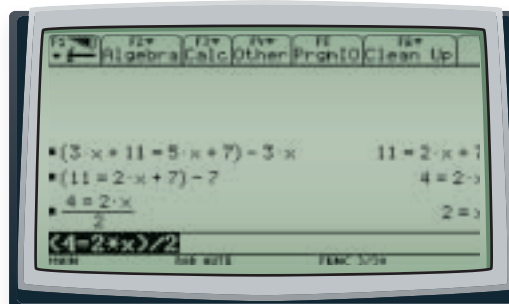 F1 F2 Algebra F3 Calc F4 Other F5 PrgmIO F6 Clean Up
(3·x + 11 = 5·x + 7) - 3·x 11 = 2·x + 7
(11 = 2·x + 7) - 7 4 = 2·x
4 = 2·x
2 2 = x
(4=2*x)/2
MAIN RAD AUTO FUNC 3/30